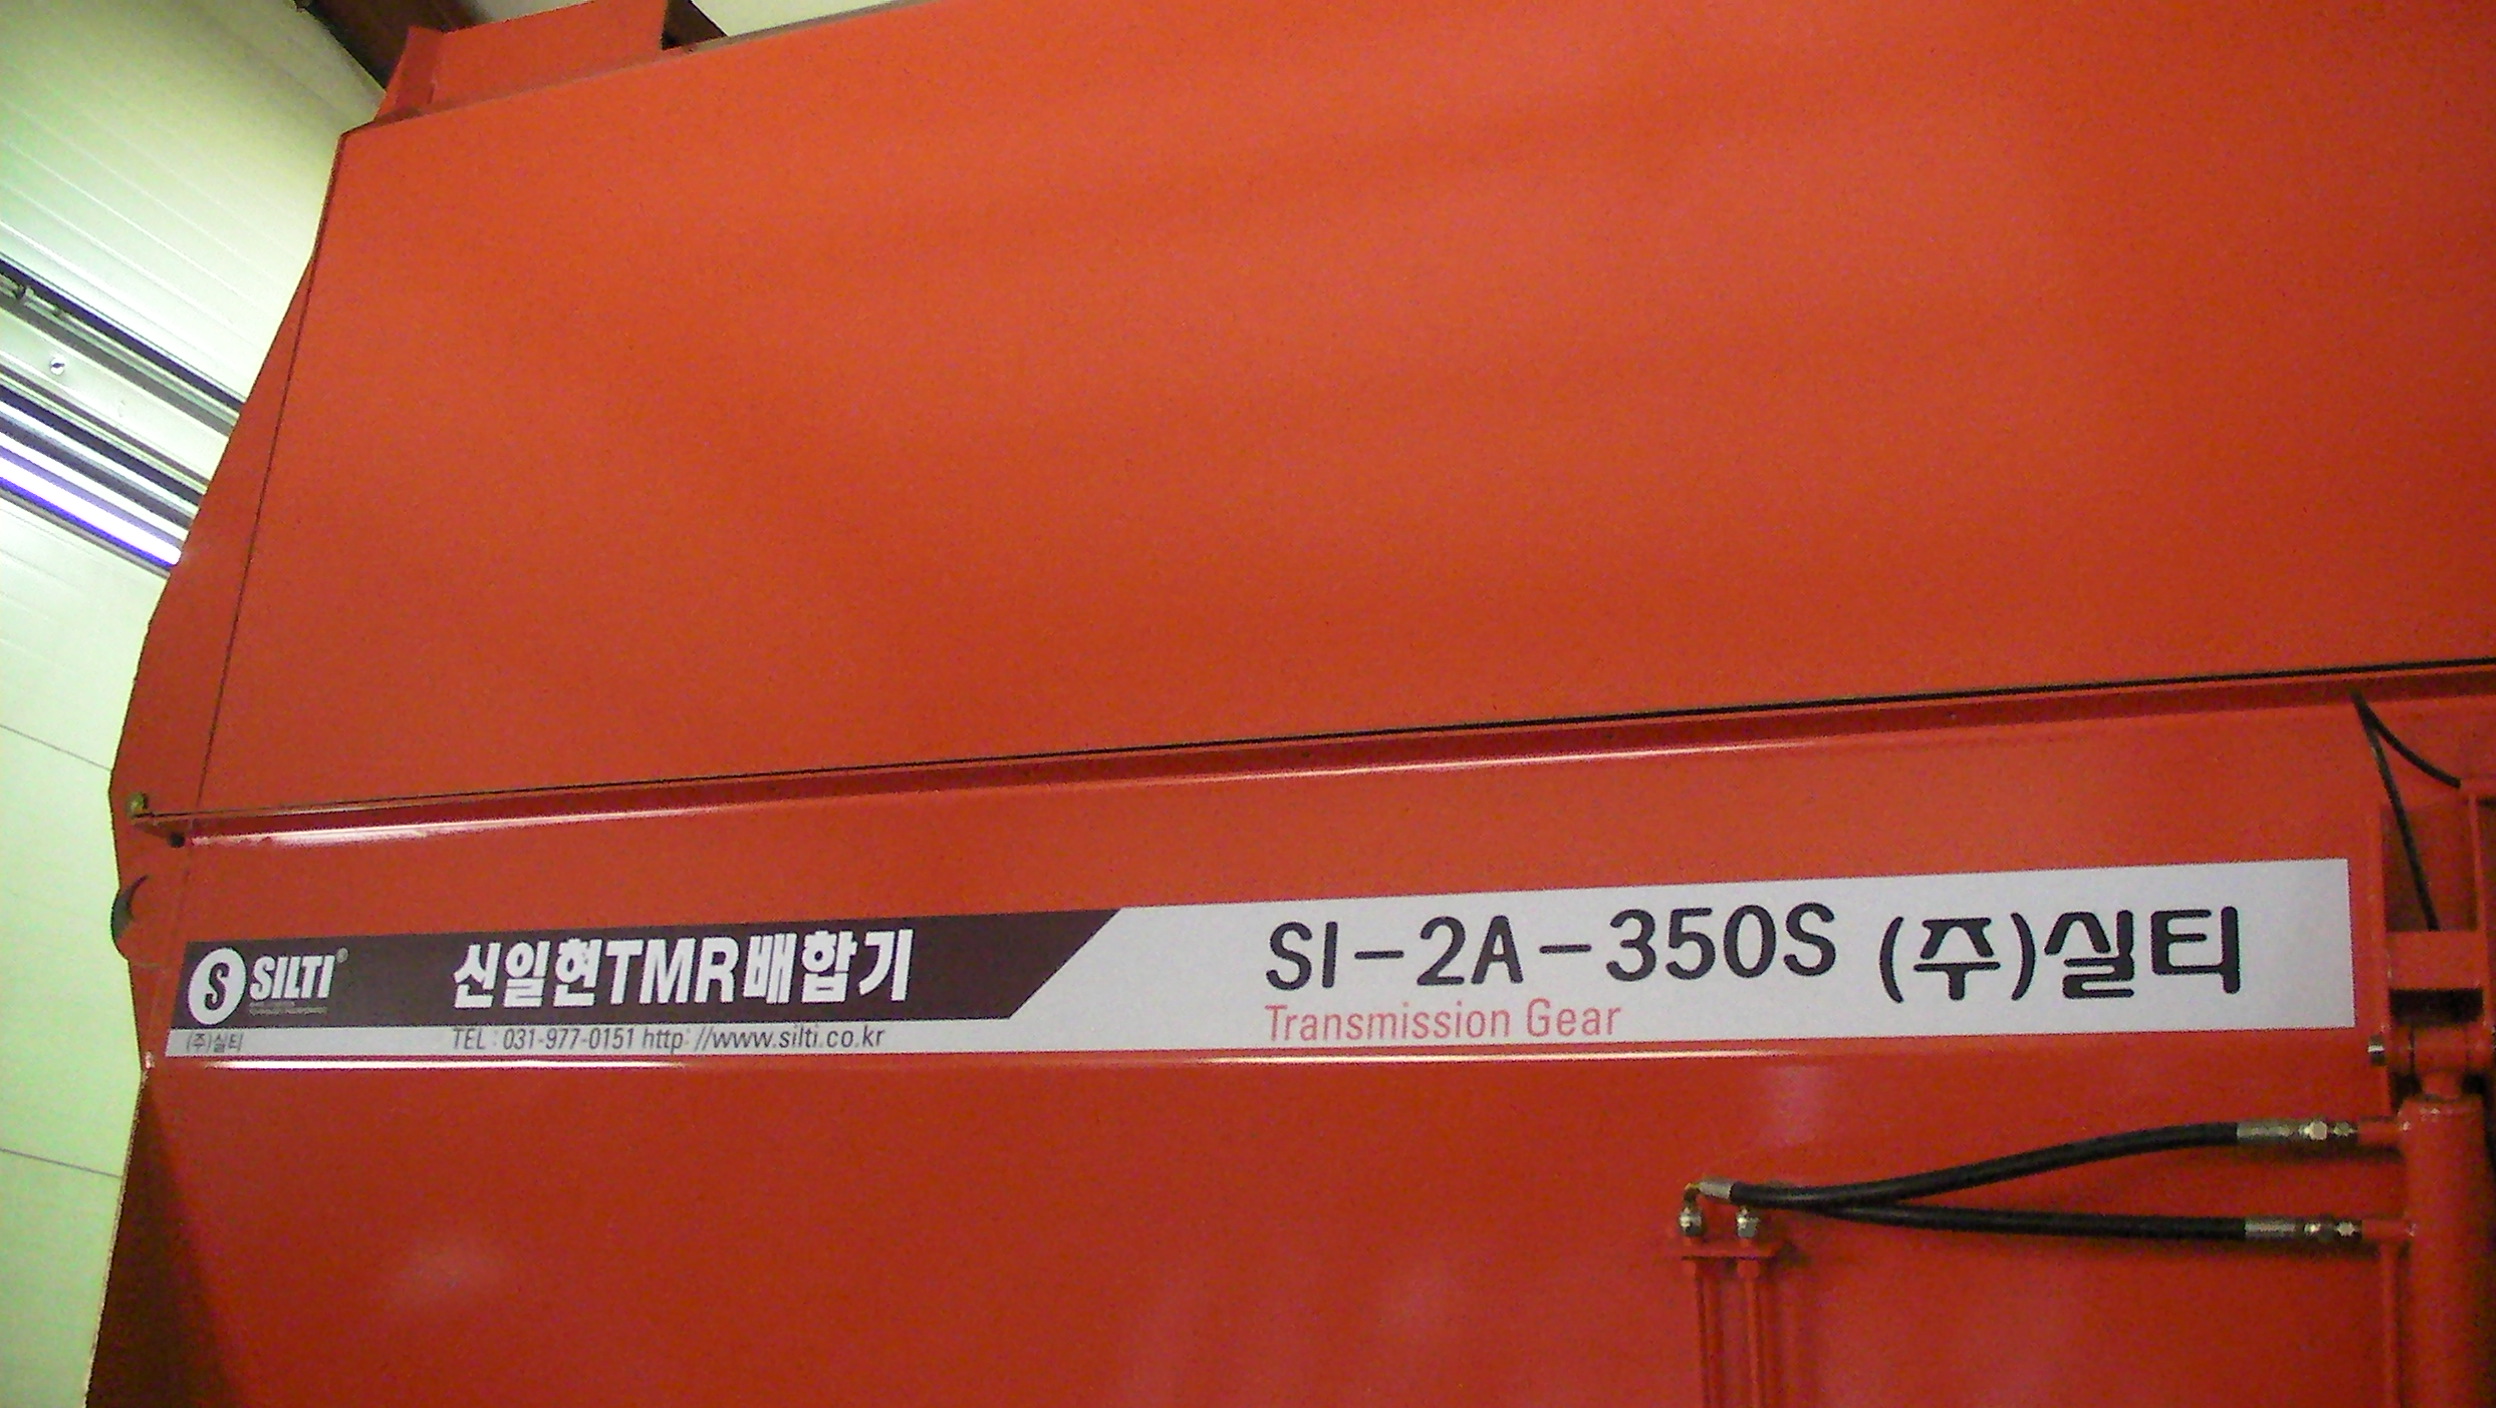 SILTI®
신일현TMR배합기
(주)실티
TEL : 031-977-0151 http://www.silti.co.kr
SI-2A-350S (주)실티
Transmission Gear